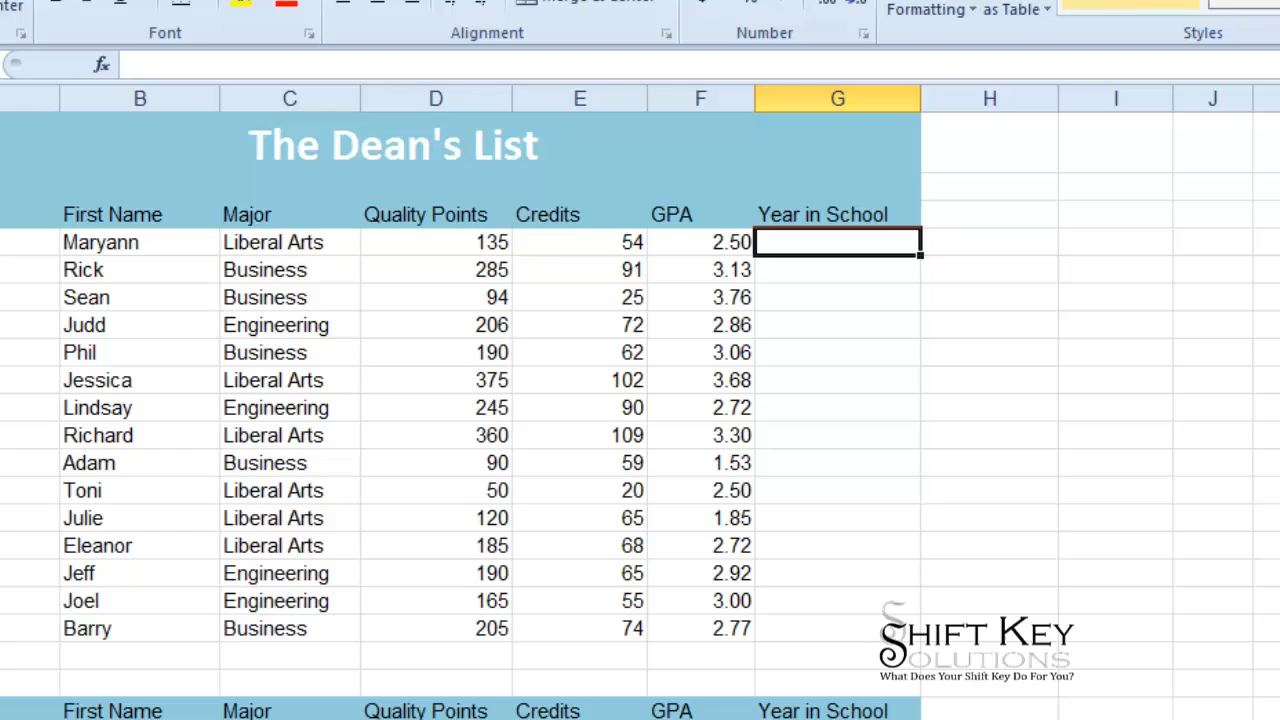 Formatting as Table
Font Alignment Number Styles
fx
B C D E F G H I J
The Dean's List
First Name Major Quality Points Credits GPA Year in School
Maryann Liberal Arts 135 54 2.50
Rick Business 285 91 3.13
Sean Business 94 25 3.76
Judd Engineering 206 72 2.86
Phil Business 190 62 3.06
Jessica Liberal Arts 375 102 3.68
Lindsay Engineering 245 90 2.72
Richard Liberal Arts 360 109 3.30
Adam Business 90 59 1.53
Toni Liberal Arts 50 20 2.50
Julie Liberal Arts 120 65 1.85
Eleanor Liberal Arts 185 68 2.72
Jeff Engineering 190 65 2.92
Joel Engineering 165 55 3.00
Barry Business 205 74 2.77
Shift Key
Solutions
What Does Your Shift Key Do For You?
First Name Major Quality Points Credits GPA Year in School